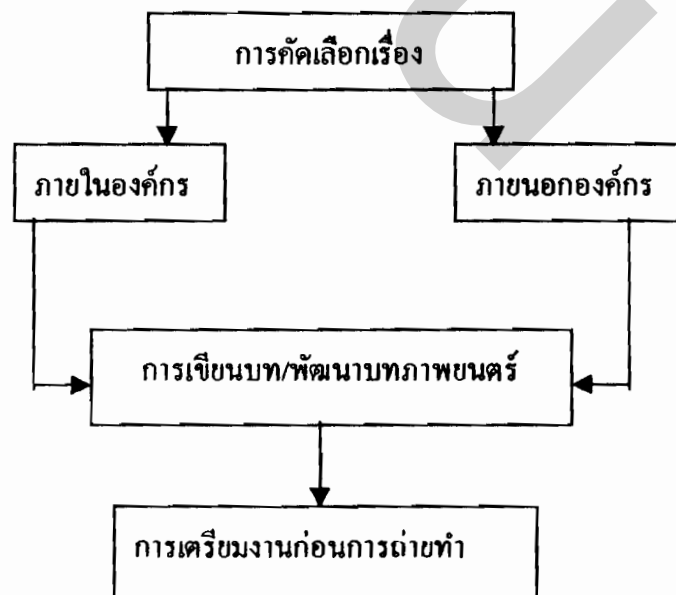 การคัดเลือกเรื่อง
ภายในองค์กร
ภายนอกองค์กร
การเขียนบท/พัฒนาบทภาพยนตร์
การเตรียมงานก่อนการถ่ายทำ